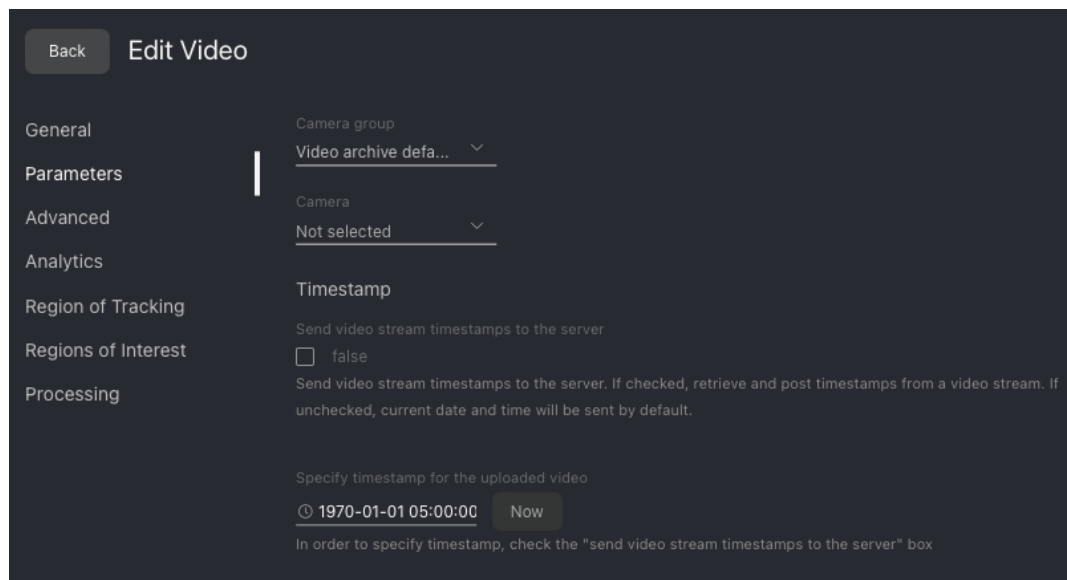 Back
Edit Video
General
Parameters
Advanced
Analytics
Region of Tracking
Regions of Interest
Processing
Camera group
Video archive defa...
Camera
Not selected
Timestamp
Send video stream timestamps to the server
false
Send video stream timestamps to the server. If checked, retrieve and post timestamps from a video stream. If
unchecked, current date and time will be sent by default.
Specify timestamp for the uploaded video
1970-01-01 05:00:00
Now
In order to specify timestamp, check the "send video stream timestamps to the server" box